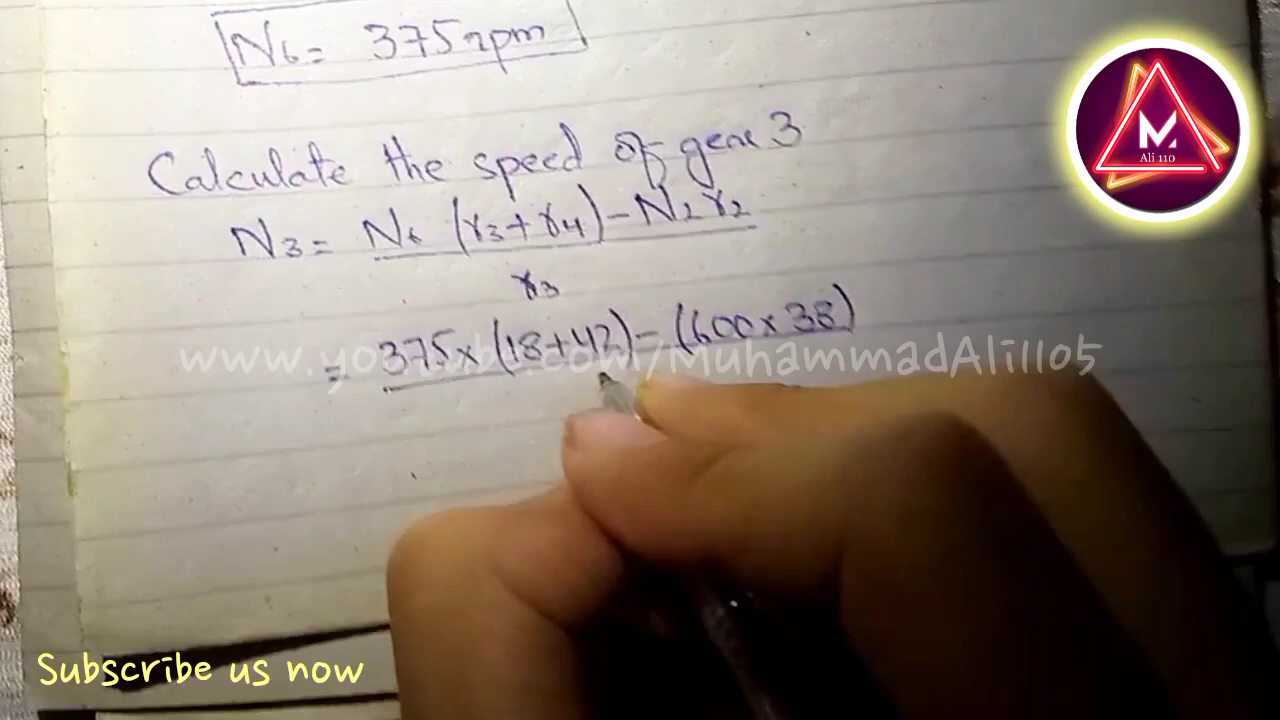 N6 = 375 rpm
M
Ali 110
Calculate the speed of gear 3
N3 = N6 (r3 + r4) - N2 r2
r3
= 375 x (18 + 42) - (600 x 38)
www.youtube.com/MuhammadAli1105
Subscribe us now